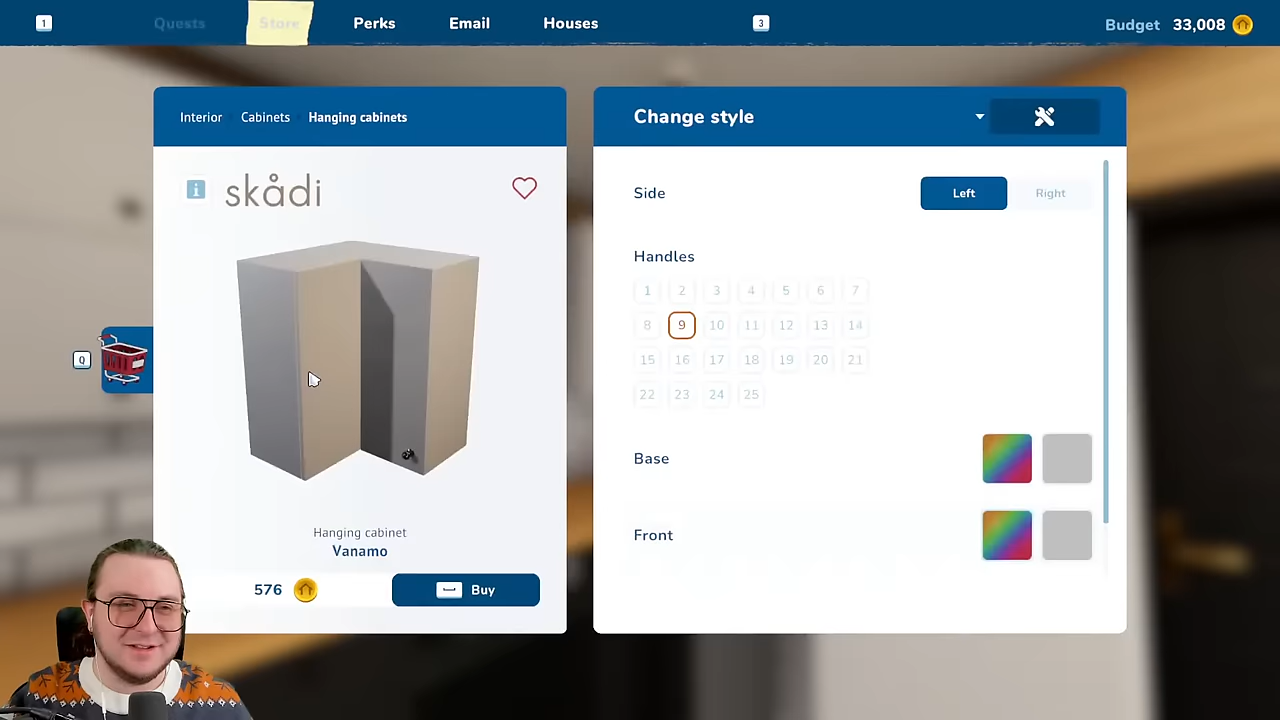 1 Quests Store Perks Email Houses 3 Budget 33,008
Interior Cabinets Hanging cabinets
Change style
i skådi
Side Left Right
Handles
1 2 3 4 5 6 7
8 9 10 11 12 13 14
15 16 17 18 19 20 21
22 23 24 25
Q
Base
Front
Hanging cabinet
Vanamo
576 Buy